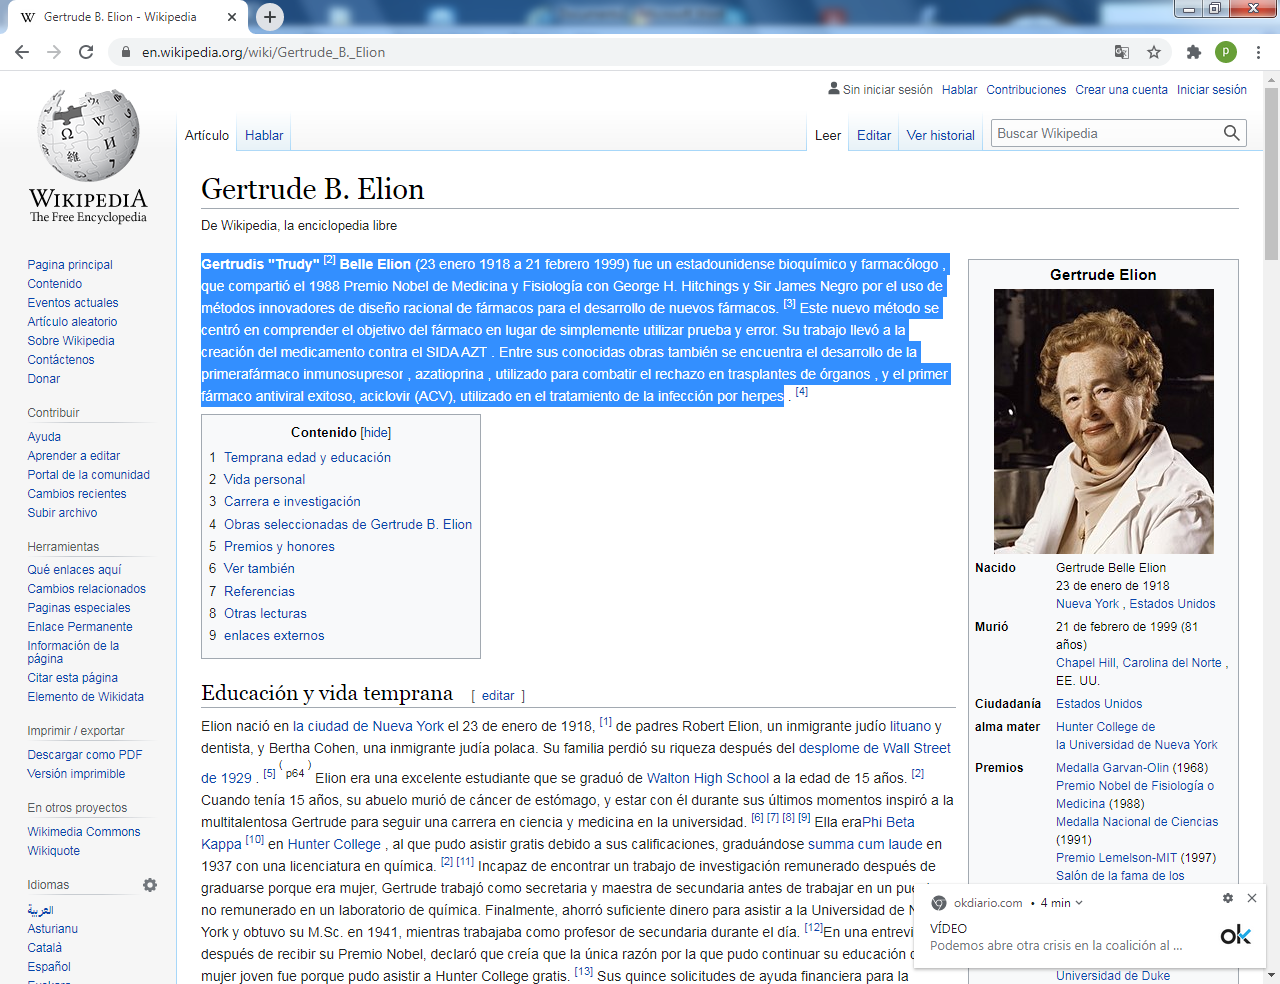 Gertrude B. Elion - Wikipedia
en.wikipedia.org/wiki/Gertrude_B._Elion
p
Sin iniciar sesión Hablar Contribuciones Crear una cuenta Iniciar sesión
Artículo Hablar Leer Editar Ver historial Buscar Wikipedia
WIKIPEDIA
The Free Encyclopedia
Pagina principal
Contenido
Eventos actuales
Artículo aleatorio
Sobre Wikipedia
Contáctenos
Donar
Contribuir
Ayuda
Aprender a editar
Portal de la comunidad
Cambios recientes
Subir archivo
Herramientas
Qué enlaces aquí
Cambios relacionados
Paginas especiales
Enlace Permanente
Información de la
página
Citar esta página
Elemento de Wikidata
Imprimir / exportar
Descargar como PDF
Versión imprimible
En otros proyectos
Wikimedia Commons
Wikiquote
Idiomas
العربية
Asturianu
Català
Español
Gertrude B. Elion
De Wikipedia, la enciclopedia libre
Gertrudis "Trudy" [2] Belle Elion (23 enero 1918 a 21 febrero 1999) fue un estadounidense bioquímico y farmacólogo ,
que compartió el 1988 Premio Nobel de Medicina y Fisiología con George H. Hitchings y Sir James Negro por el uso de
métodos innovadores de diseño racional de fármacos para el desarrollo de nuevos fármacos. [3] Este nuevo método se
centró en comprender el objetivo del fármaco en lugar de simplemente utilizar prueba y error. Su trabajo llevó a la
creación del medicamento contra el SIDA AZT . Entre sus conocidas obras también se encuentra el desarrollo de la
primerafármaco inmunosupresor , azatioprina , utilizado para combatir el rechazo en trasplantes de órganos , y el primer
fármaco antiviral exitoso, aciclovir (ACV), utilizado en el tratamiento de la infección por herpes . [4]
Contenido [hide]
1 Temprana edad y educación
2 Vida personal
3 Carrera e investigación
4 Obras seleccionadas de Gertrude B. Elion
5 Premios y honores
6 Ver también
7 Referencias
8 Otras lecturas
9 enlaces externos
Educación y vida temprana [ editar ]
Elion nació en la ciudad de Nueva York el 23 de enero de 1918, [1] de padres Robert Elion, un inmigrante judío lituano y
dentista, y Bertha Cohen, una inmigrante judía polaca. Su familia perdió su riqueza después del desplome de Wall Street
de 1929 . [5] ( p64 ) Elion era una excelente estudiante que se graduó de Walton High School a la edad de 15 años. [2]
Cuando tenía 15 años, su abuelo murió de cáncer de estómago, y estar con él durante sus últimos momentos inspiró a la
multitalentosa Gertrude para seguir una carrera en ciencia y medicina en la universidad. [6] [7] [8] [9] Ella eraPhi Beta
Kappa [10] en Hunter College , al que pudo asistir gratis debido a sus calificaciones, graduándose summa cum laude en
1937 con una licenciatura en química. [2] [11] Incapaz de encontrar un trabajo de investigación remunerado después de
graduarse porque era mujer, Gertrude trabajó como secretaria y maestra de secundaria antes de trabajar en un
no remunerado en un laboratorio de química. Finalmente, ahorró suficiente dinero para asistir a la Universidad de
York y obtuvo su M.Sc. en 1941, mientras trabajaba como profesor de secundaria durante el día. [12]En una
después de recibir su Premio Nobel, declaró que creía que la única razón por la que pudo continuar su educación
mujer joven fue porque pudo asistir a Hunter College gratis. [13] Sus quince solicitudes de ayuda financiera para la
Gertrude Elion
Nacido Gertrude Belle Elion
23 de enero de 1918
Nueva York , Estados Unidos
Murió 21 de febrero de 1999 (81
años)
Chapel Hill, Carolina del Norte ,
EE. UU.
Ciudadanía Estados Unidos
alma mater Hunter College de
la Universidad de Nueva York
Premios Medalla Garvan-Olin (1968)
Premio Nobel de Fisiología o
Medicina (1988)
Medalla Nacional de Ciencias
(1991)
Premio Lemelson-MIT (1997)
Salón de la fama de los
Universidad de Duke
okdiario.com • 4 min
VÍDEO
Podemos abre otra crisis en la coalición al ...
ok